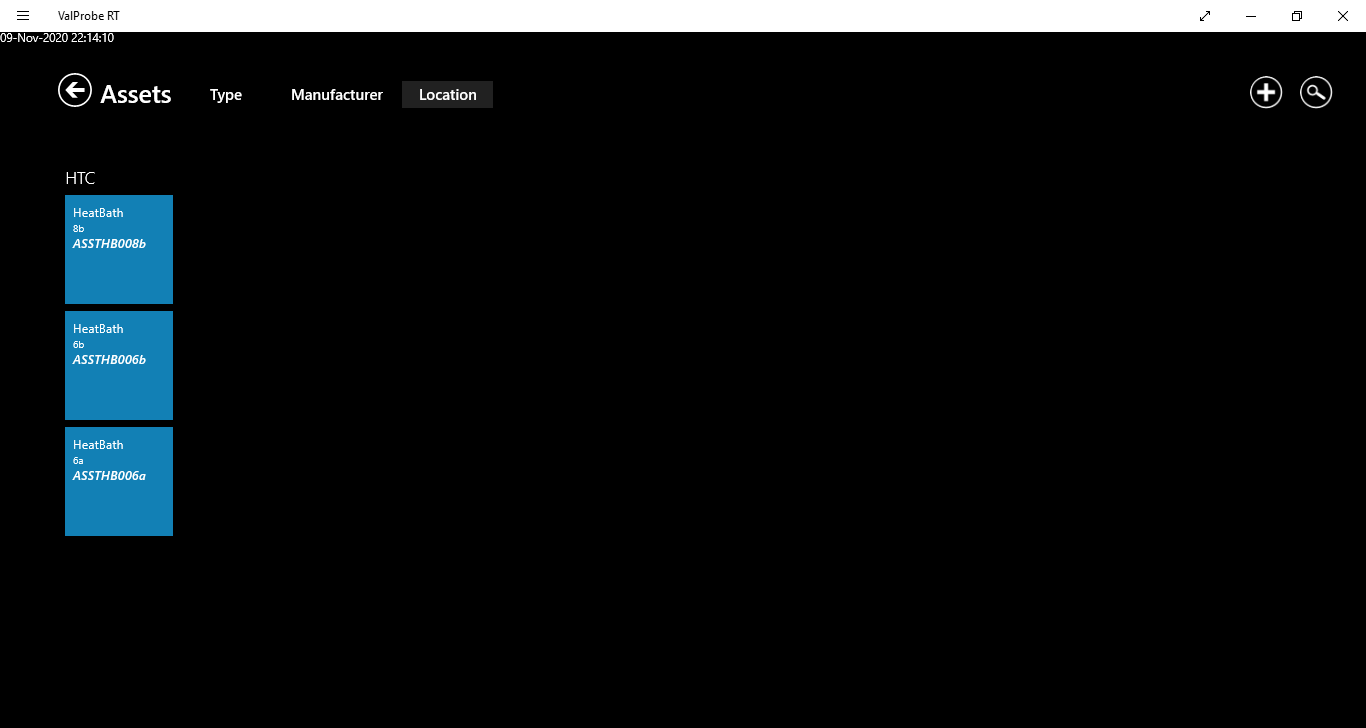 ValProbe RT
09-Nov-2020 22:14:10
Assets Type Manufacturer Location
HTC
HeatBath
8b
ASSTHB008b
HeatBath
6b
ASSTHB006b
HeatBath
6a
ASSTHB006a